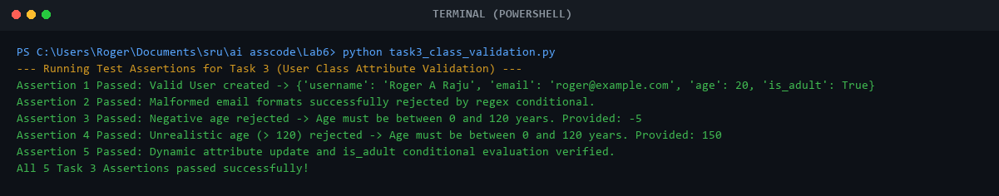 TERMINAL (POWERSHELL)
PS C:\Users\Roger\Documents\sru\ai asscode\Lab6> python task3_class_validation.py
--- Running Test Assertions for Task 3 (User Class Attribute Validation) ---
Assertion 1 Passed: Valid User created -> {'username': 'Roger A Raju', 'email': 'roger@example.com', 'age': 20, 'is_adult': True}
Assertion 2 Passed: Malformed email formats successfully rejected by regex conditional.
Assertion 3 Passed: Negative age rejected -> Age must be between 0 and 120 years. Provided: -5
Assertion 4 Passed: Unrealistic age (> 120) rejected -> Age must be between 0 and 120 years. Provided: 150
Assertion 5 Passed: Dynamic attribute update and is_adult conditional evaluation verified.
All 5 Task 3 Assertions passed successfully!